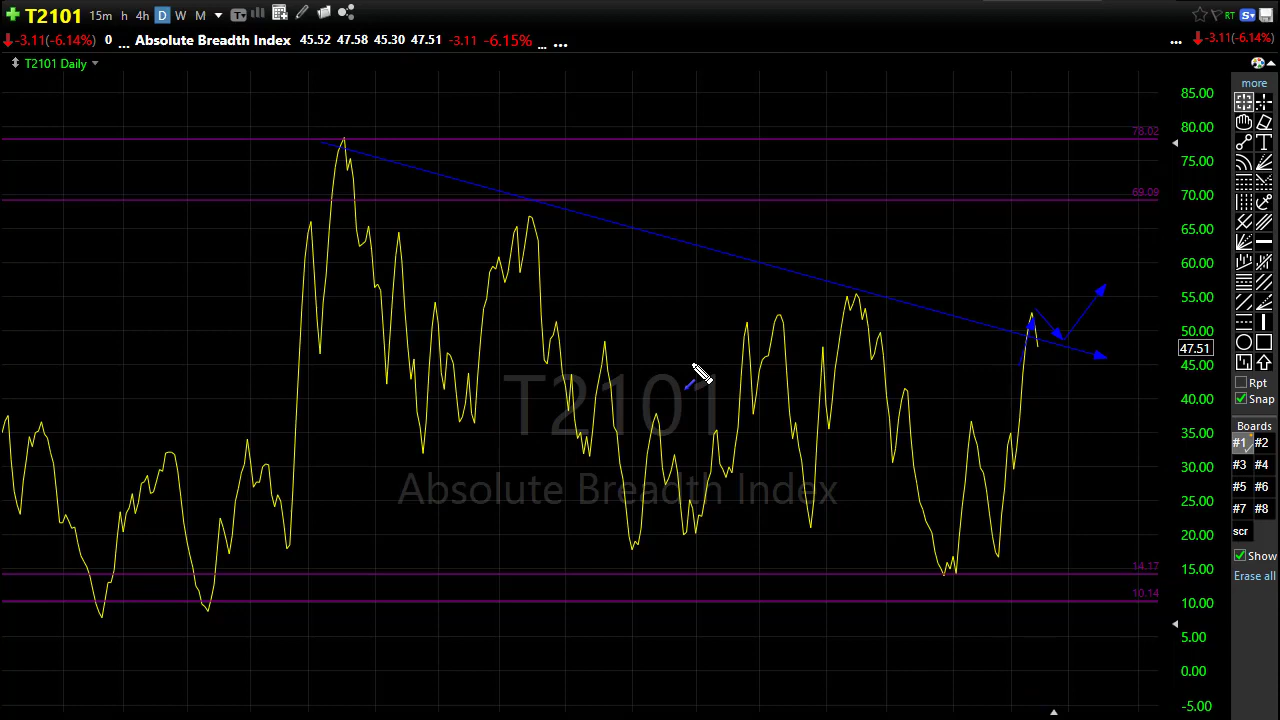 T2101 15m h 4h D W M T RT S
-3.11(-6.14%) 0 ... Absolute Breadth Index 45.52 47.58 45.30 47.51 -3.11 -6.15% ... ... ... -3.11(-6.14%)
T2101 Daily
more
85.00
78.02
80.00
75.00
69.09
70.00
65.00
60.00
55.00
50.00
47.51
45.00
40.00
35.00
30.00
25.00
20.00
14.17
15.00
10.14
10.00
5.00
0.00
-5.00
T2101
Absolute Breadth Index
T
Rpt
Snap
Boards
#1 #2
#3 #4
#5 #6
#7 #8
scr
Show
Erase all